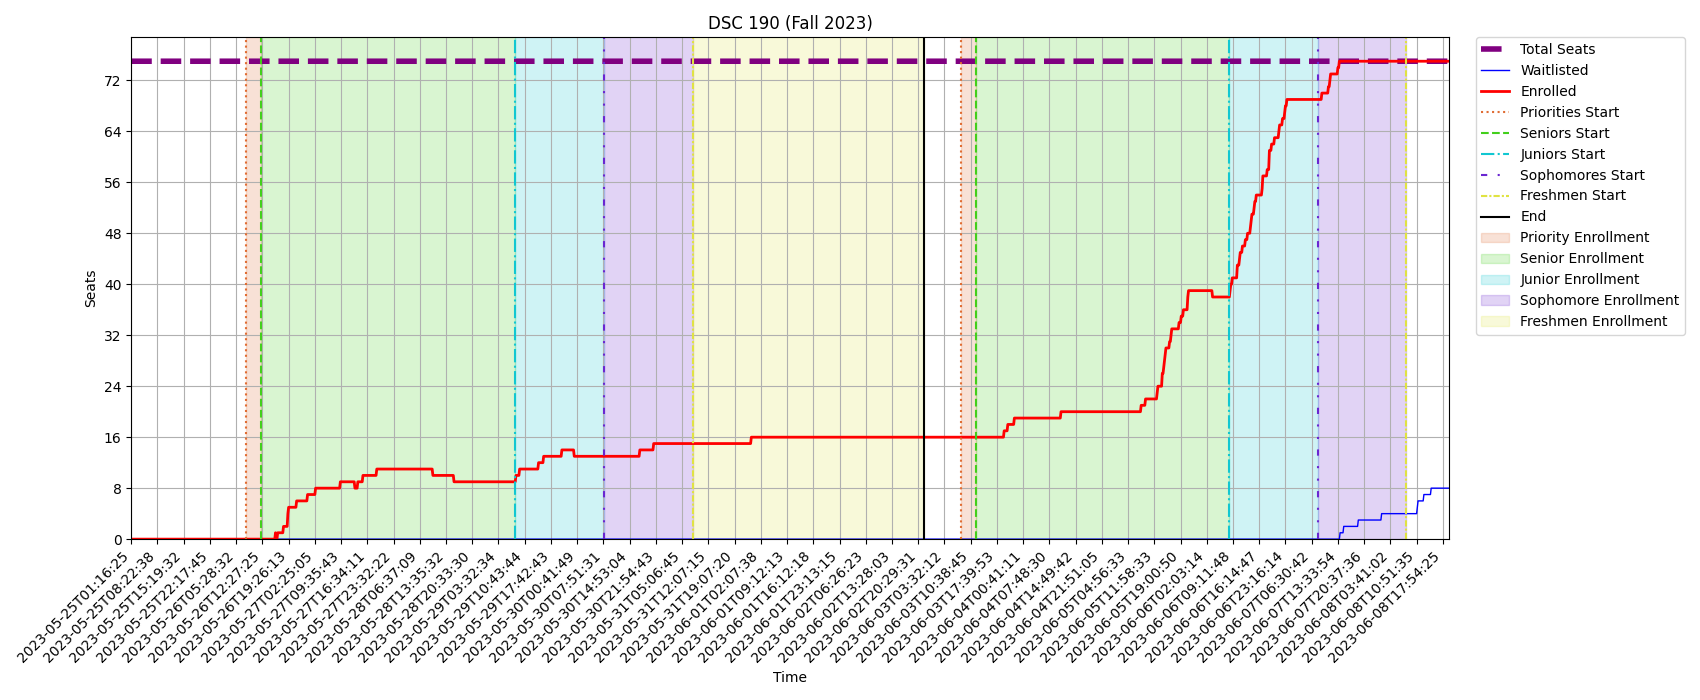 DSC 190 (Fall 2023)
Seats
72
64
56
48
40
32
24
16
8
0
2023-05-25T01:16:25
2023-05-25T08:22:38
2023-05-25T15:19:32
2023-05-25T22:17:45
2023-05-26T05:28:32
2023-05-26T12:27:25
2023-05-26T19:26:13
2023-05-27T02:25:05
2023-05-27T09:35:43
2023-05-27T16:34:11
2023-05-27T23:32:22
2023-05-28T06:37:09
2023-05-28T13:35:32
2023-05-28T20:33:30
2023-05-29T03:32:34
2023-05-29T10:43:44
2023-05-29T17:42:43
2023-05-30T00:41:49
2023-05-30T07:51:31
2023-05-30T14:53:04
2023-05-30T21:54:43
2023-05-31T05:06:45
2023-05-31T12:07:15
2023-05-31T19:07:20
2023-06-01T02:07:38
2023-06-01T09:12:13
2023-06-01T16:12:18
2023-06-01T23:13:15
2023-06-02T06:26:23
2023-06-02T13:28:03
2023-06-02T20:29:31
2023-06-03T03:32:12
2023-06-03T10:38:45
2023-06-03T17:39:53
2023-06-04T00:41:11
2023-06-04T07:48:30
2023-06-04T14:49:42
2023-06-04T21:51:05
2023-06-05T04:56:33
2023-06-05T11:58:33
2023-06-05T19:00:50
2023-06-06T02:03:14
2023-06-06T09:11:48
2023-06-06T16:14:47
2023-06-06T23:16:14
2023-06-07T06:30:42
2023-06-07T13:33:54
2023-06-07T20:37:36
2023-06-08T03:41:02
2023-06-08T10:51:35
2023-06-08T17:54:25
Time
Total Seats
Waitlisted
Enrolled
Priorities Start
Seniors Start
Juniors Start
Sophomores Start
Freshmen Start
End
Priority Enrollment
Senior Enrollment
Junior Enrollment
Sophomore Enrollment
Freshmen Enrollment